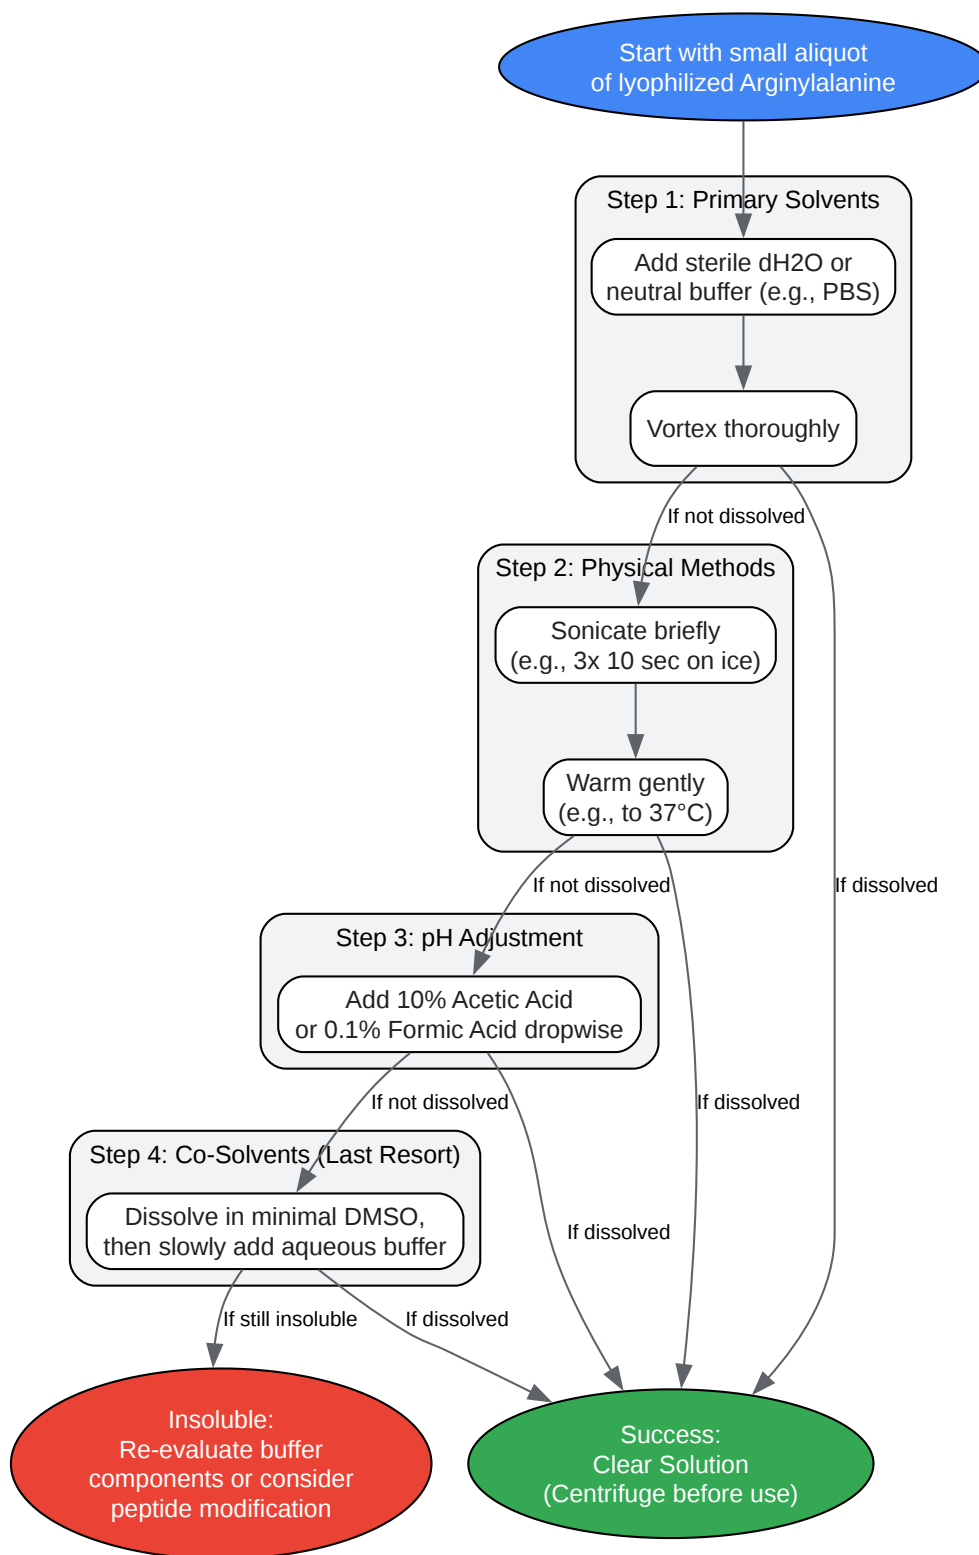 Start with small aliquot
of lyophilized Arginylalanine
Step 1: Primary Solvents
Add sterile dH2O or
neutral buffer (e.g., PBS)
Vortex thoroughly
If not dissolved
Step 2: Physical Methods
Sonicate briefly
(e.g., 3x 10 sec on ice)
Warm gently
(e.g., to 37°C)
If not dissolved
If dissolved
Step 3: pH Adjustment
Add 10% Acetic Acid
or 0.1% Formic Acid dropwise
If not dissolved
If dissolved
Step 4: Co-Solvents (Last Resort)
Dissolve in minimal DMSO,
then slowly add aqueous buffer
If dissolved
If still insoluble
If dissolved
Insoluble:
Re-evaluate buffer
components or consider
peptide modification
Success:
Clear Solution
(Centrifuge before use)